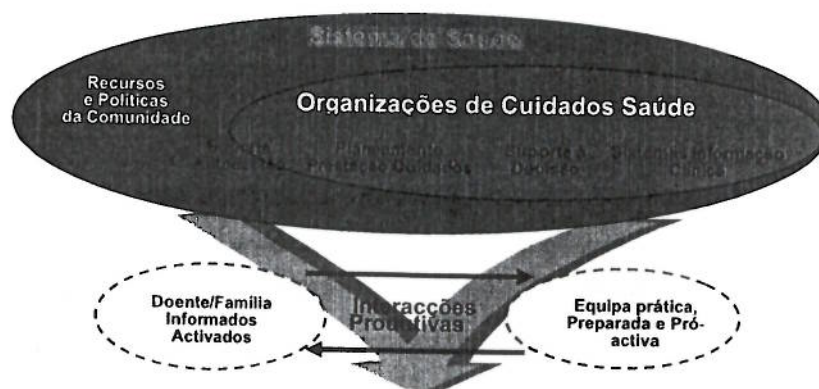 Sistema de Saúde
Recursos
e Políticas
da Comunidade
Organizações de Cuidados Saúde
Planeamento
Prestação Cuidados
Suporte à
Decisão
Sistemas Informação
Clínica
Doente/Família
Informados
Activados
Interacções
Produtivas
Equipa prática,
Preparada e Pró-
activa